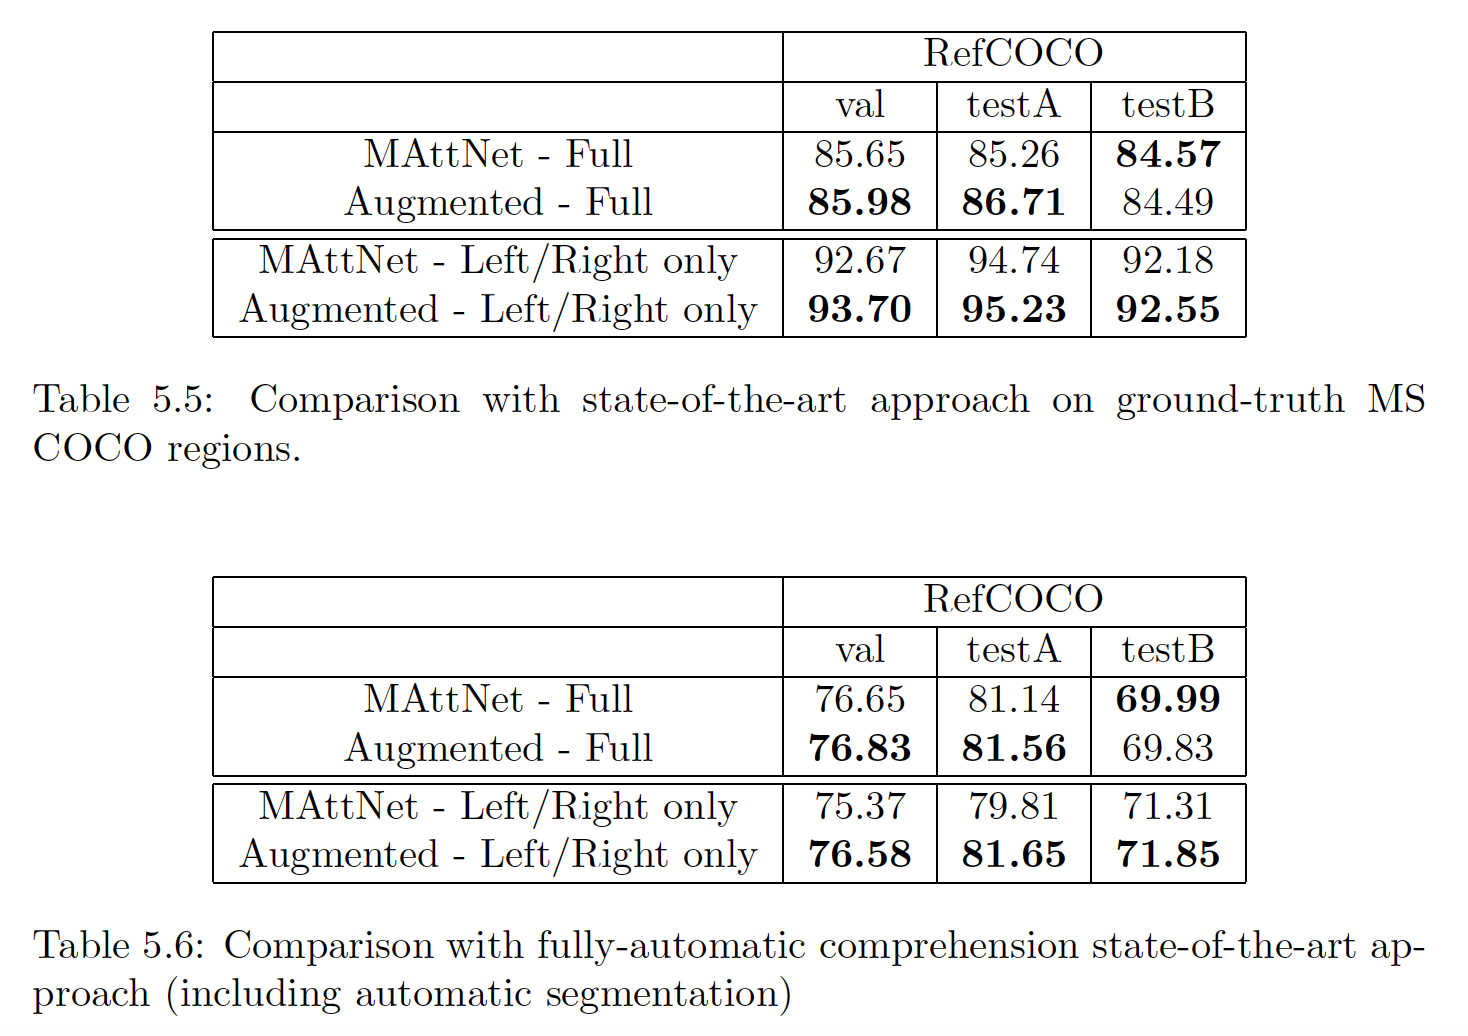 RefCOCO
val testA testB
MAttNet - Full 85.65 85.26 84.57
Augmented - Full 85.98 86.71 84.49
MAttNet - Left/Right only 92.67 94.74 92.18
Augmented - Left/Right only 93.70 95.23 92.55
Table 5.5: Comparison with state-of-the-art approach on ground-truth MS
COCO regions.
RefCOCO
val testA testB
MAttNet - Full 76.65 81.14 69.99
Augmented - Full 76.83 81.56 69.83
MAttNet - Left/Right only 75.37 79.81 71.31
Augmented - Left/Right only 76.58 81.65 71.85
Table 5.6: Comparison with fully-automatic comprehension state-of-the-art ap-
proach (including automatic segmentation)